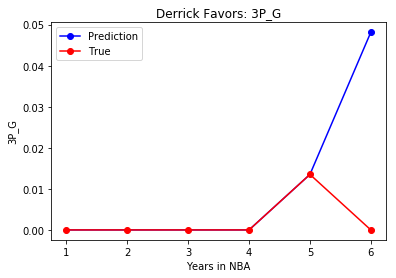 Derrick Favors: 3P_G
Prediction
True
0.05
0.04
0.03
0.02
0.01
0.00
3P_G
1 2 3 4 5 6
Years in NBA